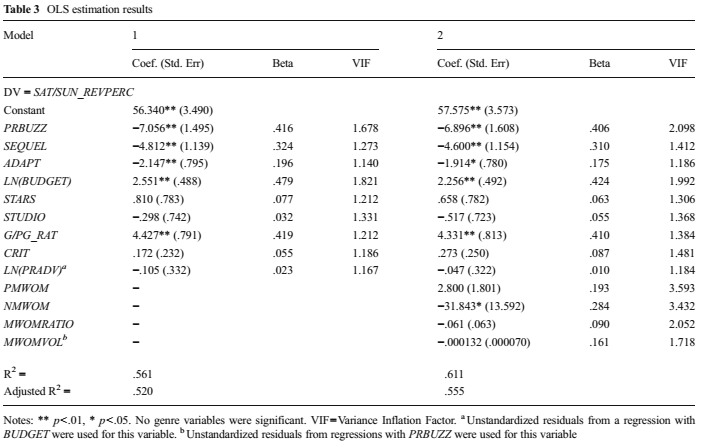 Table 3 OLS estimation results
Model 1 2
Coef. (Std. Err) Beta VIF Coef. (Std. Err) Beta VIF
DV = SAT/SUN_REVPERC
Constant 56.340** (3.490) 57.575** (3.573)
PRBUZZ −7.056** (1.495) .416 1.678 −6.896** (1.608) .406 2.098
SEQUEL −4.812** (1.139) .324 1.273 −4.600** (1.154) .310 1.412
ADAPT −2.147** (.795) .196 1.140 −1.914* (.780) .175 1.186
LN(BUDGET) 2.551** (.488) .479 1.821 2.256** (.492) .424 1.992
STARS .810 (.783) .077 1.212 .658 (.782) .063 1.306
STUDIO −.298 (.742) .032 1.331 −.517 (.723) .055 1.368
G/PG_RAT 4.427** (.791) .419 1.212 4.331** (.813) .410 1.384
CRIT .172 (.232) .055 1.186 .273 (.250) .087 1.481
LN(PRADV)ᵃ −.105 (.332) .023 1.167 −.047 (.322) .010 1.184
PMWOM − 2.800 (1.801) .193 3.593
NMWOM − −31.843* (13.592) .284 3.432
MWOMRATIO − −.061 (.063) .090 2.052
MWOMVOLᵇ − −.000132 (.000070) .161 1.718
R² = .561 .611
Adjusted R² = .520 .555
Notes: ** p<.01, * p<.05. No genre variables were significant. VIF=Variance Inflation Factor. ᵃ Unstandardized residuals from a regression with
BUDGET were used for this variable. ᵇ Unstandardized residuals from regressions with PRBUZZ were used for this variable